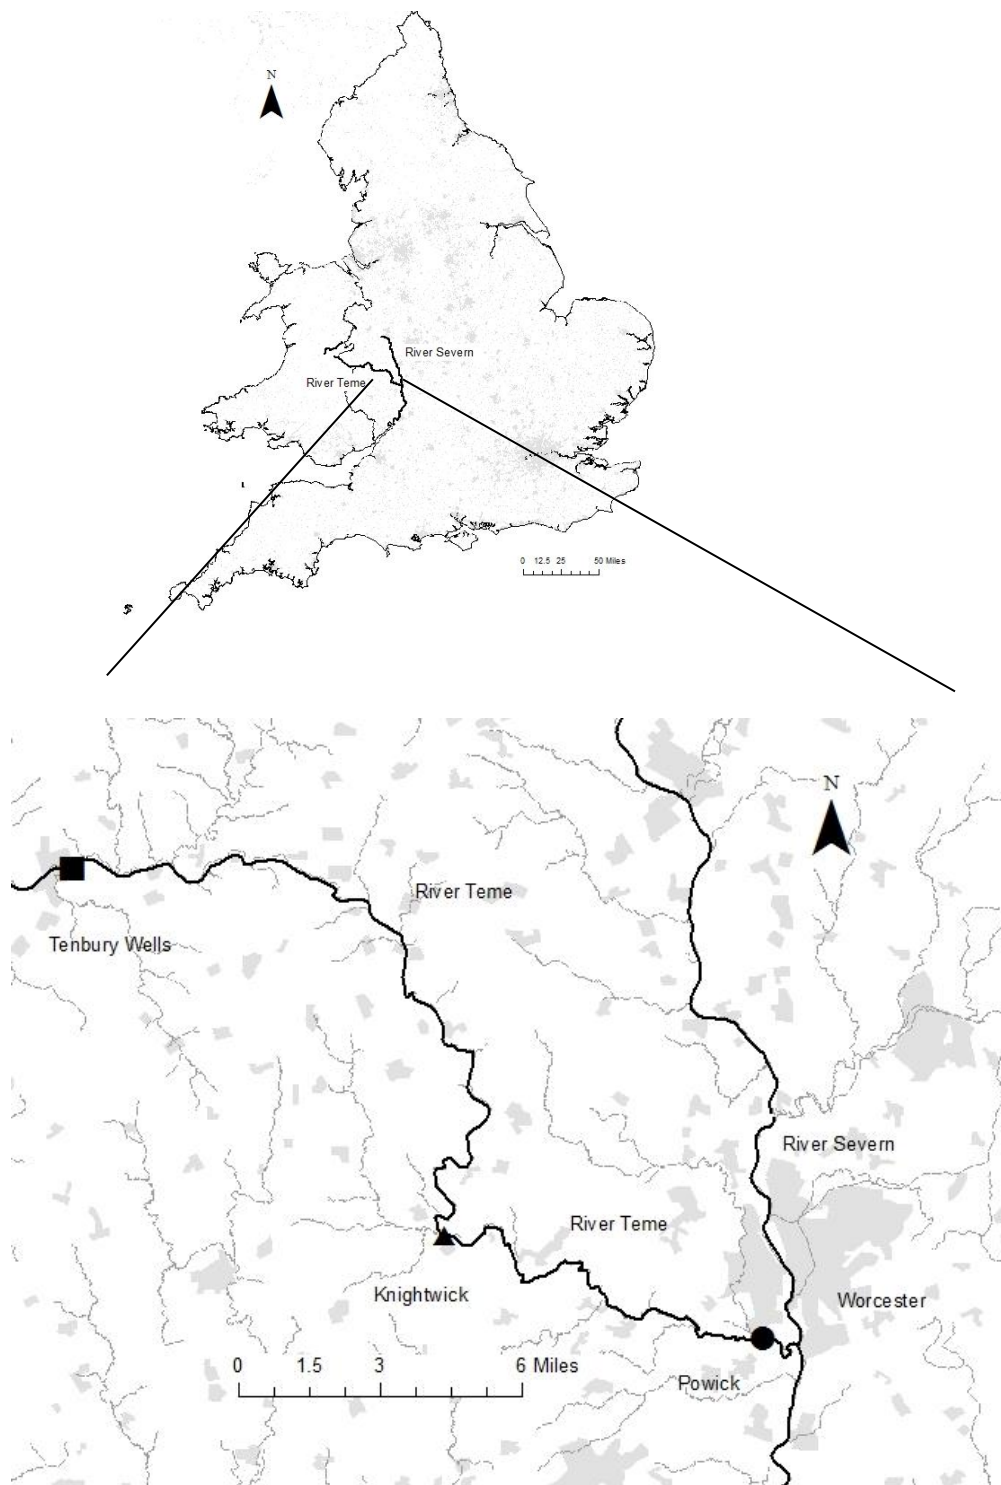 N
River Severn
River Teme
0 12.5 25 50 Miles
N
River Teme
Tenbury Wells
River Severn
River Teme
Knightwick
Worcester
0 1.5 3 6 Miles
Powick